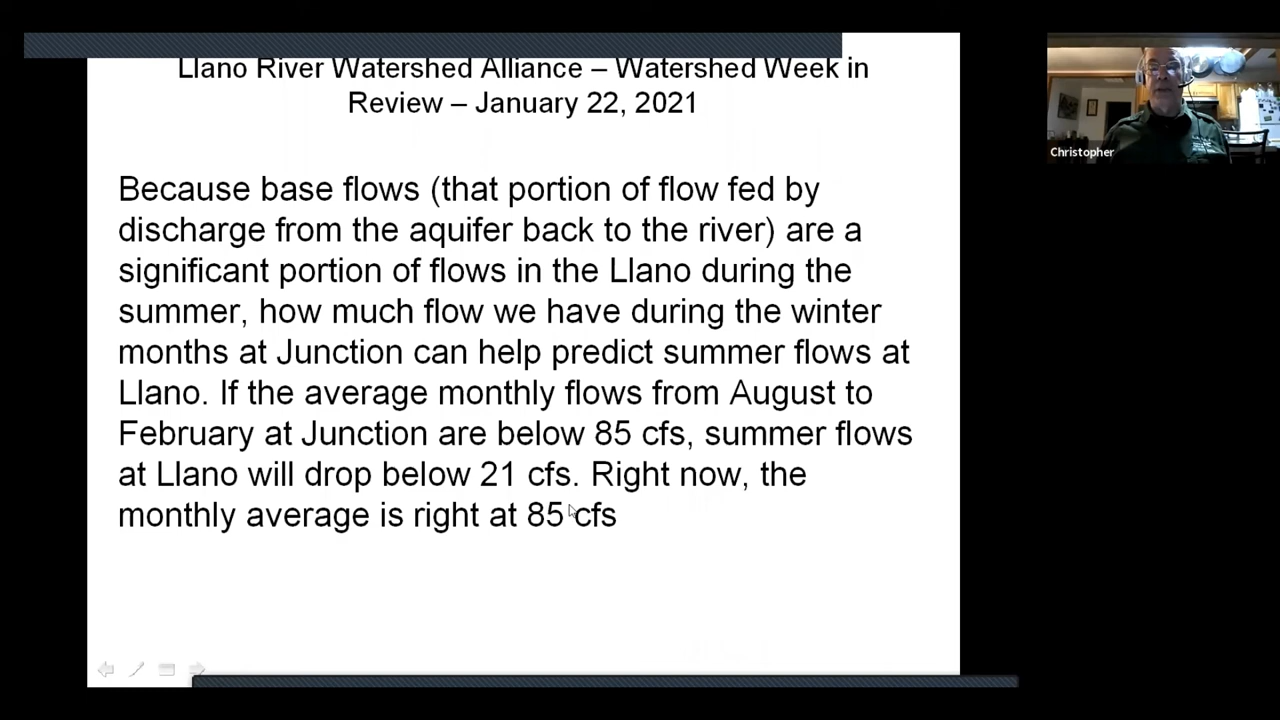 Llano River Watershed Alliance – Watershed Week in
Review – January 22, 2021
Because base flows (that portion of flow fed by
discharge from the aquifer back to the river) are a
significant portion of flows in the Llano during the
summer, how much flow we have during the winter
months at Junction can help predict summer flows at
Llano. If the average monthly flows from August to
February at Junction are below 85 cfs, summer flows
at Llano will drop below 21 cfs. Right now, the
monthly average is right at 85 cfs
Christopher